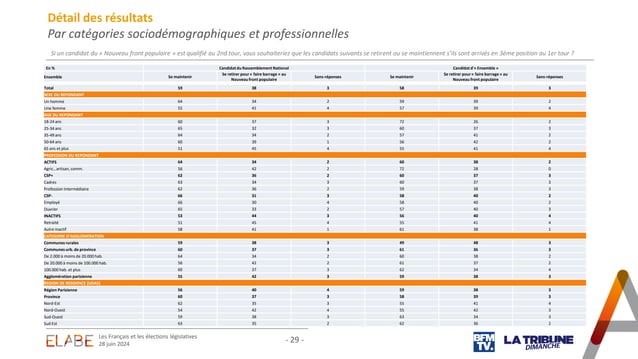 Détail des résultats
Par catégories sociodémographiques et professionnelles
Si un candidat du « Nouveau front populaire » est qualifié au 2nd tour, vous souhaiteriez que les candidats suivants se retirent ou se maintiennent s'ils sont arrivés en 3ème position au 1er tour ?
En % Candidat du Rassemblement National Candidat d'« Ensemble »
Ensemble Se maintenir Se retirer pour « faire barrage » au Nouveau front populaire Sans réponses Se maintenir Se retirer pour « faire barrage » au Nouveau front populaire Sans réponses
Total 59 38 3 58 39 3
SEXE DU REPONDANT
Un homme 64 34 2 59 39 2
Une femme 55 41 4 57 39 4
AGE DU REPONDANT
18-24 ans 60 37 3 72 26 2
25-34 ans 65 32 3 60 37 3
35-49 ans 64 34 2 57 41 2
50-64 ans 60 39 1 56 42 2
65 ans et plus 51 45 4 55 41 4
PROFESSION DU REPONDANT
ACTIFS 64 34 2 60 38 2
Agric., artisan, comm. 56 42 2 72 28 0
CSP+ 62 36 2 60 37 3
Cadres 63 34 3 60 37 3
Profession Intermédiaire 62 36 2 59 38 3
CSP- 66 31 3 58 40 2
Employé 66 30 4 58 40 2
Ouvrier 65 33 2 57 40 3
INACTIFS 53 44 3 56 40 4
Retraité 51 45 4 55 41 4
Autre inactif 58 41 1 61 38 1
CATEGORIE D'AGGLOMERATION
Communes rurales 59 38 3 49 48 3
Communes urb. de province 60 37 3 61 36 3
De 2.000 à moins de 20.000 hab. 64 34 2 60 38 2
De 20.000 à moins de 100.000 hab. 56 42 2 61 37 2
100.000 hab. et plus 60 37 3 62 34 4
Agglomération parisienne 55 42 3 59 38 3
REGION DE RESIDENCE (UDA5)
Région Parisienne 56 40 4 59 38 3
Province 60 37 3 58 39 3
Nord-Est 62 35 3 55 41 4
Nord-Ouest 54 42 4 55 42 3
Sud-Ouest 59 38 3 63 34 3
Sud-Est 63 35 2 62 36 2
ELABE
Les Français et les élections législatives
28 juin 2024
- 29 -
BFM TV.
LA TRIBUNE DIMANCHE